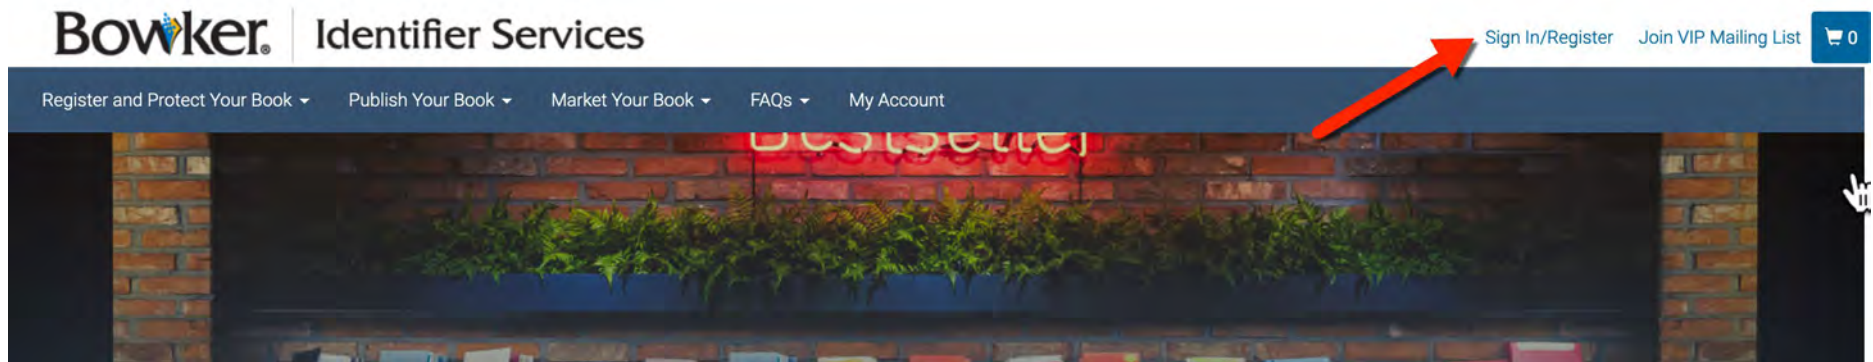 Bowker. Identifier Services
Sign In/Register Join VIP Mailing List 0
Register and Protect Your Book Publish Your Book Market Your Book FAQs My Account
Bestseller